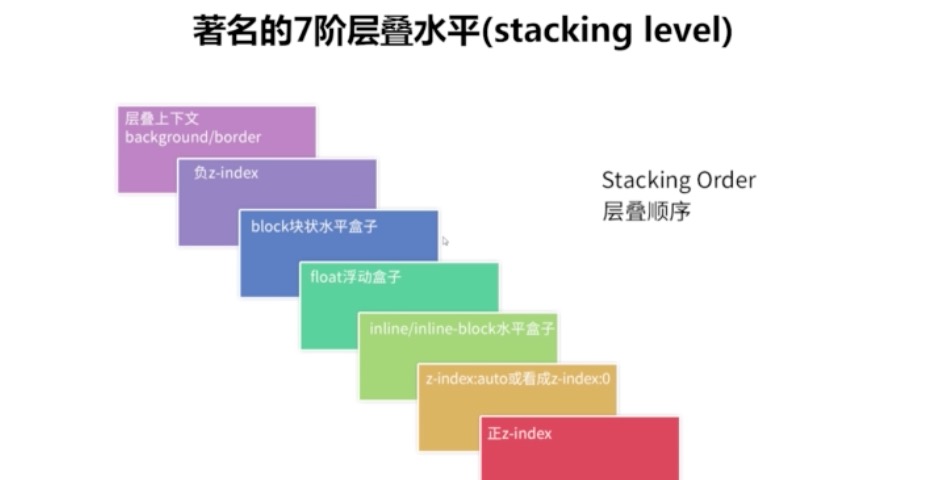 著名的7阶层叠水平(stacking level)
层叠上下文
background/border
负z-index
block块状水平盒子
float浮动盒子
inline/inline-block水平盒子
z-index:auto或看成z-index:0
正z-index
Stacking Order
层叠顺序